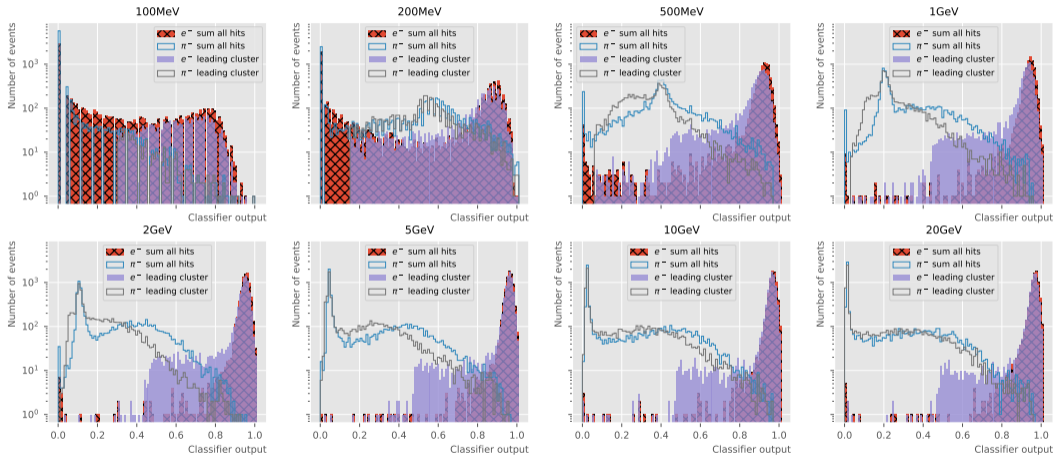 100MeV
Number of events
10³
10²
10¹
10⁰
e⁻ sum all hits
π⁻ sum all hits
e⁻ leading cluster
π⁻ leading cluster
Classifier output
200MeV
Number of events
e⁻ sum all hits
π⁻ sum all hits
e⁻ leading cluster
π⁻ leading cluster
Classifier output
500MeV
Number of events
e⁻ sum all hits
π⁻ sum all hits
e⁻ leading cluster
π⁻ leading cluster
Classifier output
1GeV
Number of events
e⁻ sum all hits
π⁻ sum all hits
e⁻ leading cluster
π⁻ leading cluster
Classifier output
2GeV
Number of events
10³
10²
10¹
10⁰
e⁻ sum all hits
π⁻ sum all hits
e⁻ leading cluster
π⁻ leading cluster
0.0 0.2 0.4 0.6 0.8 1.0
Classifier output
5GeV
Number of events
e⁻ sum all hits
π⁻ sum all hits
e⁻ leading cluster
π⁻ leading cluster
0.0 0.2 0.4 0.6 0.8 1.0
Classifier output
10GeV
Number of events
e⁻ sum all hits
π⁻ sum all hits
e⁻ leading cluster
π⁻ leading cluster
0.0 0.2 0.4 0.6 0.8 1.0
Classifier output
20GeV
Number of events
e⁻ sum all hits
π⁻ sum all hits
e⁻ leading cluster
π⁻ leading cluster
0.0 0.2 0.4 0.6 0.8 1.0
Classifier output